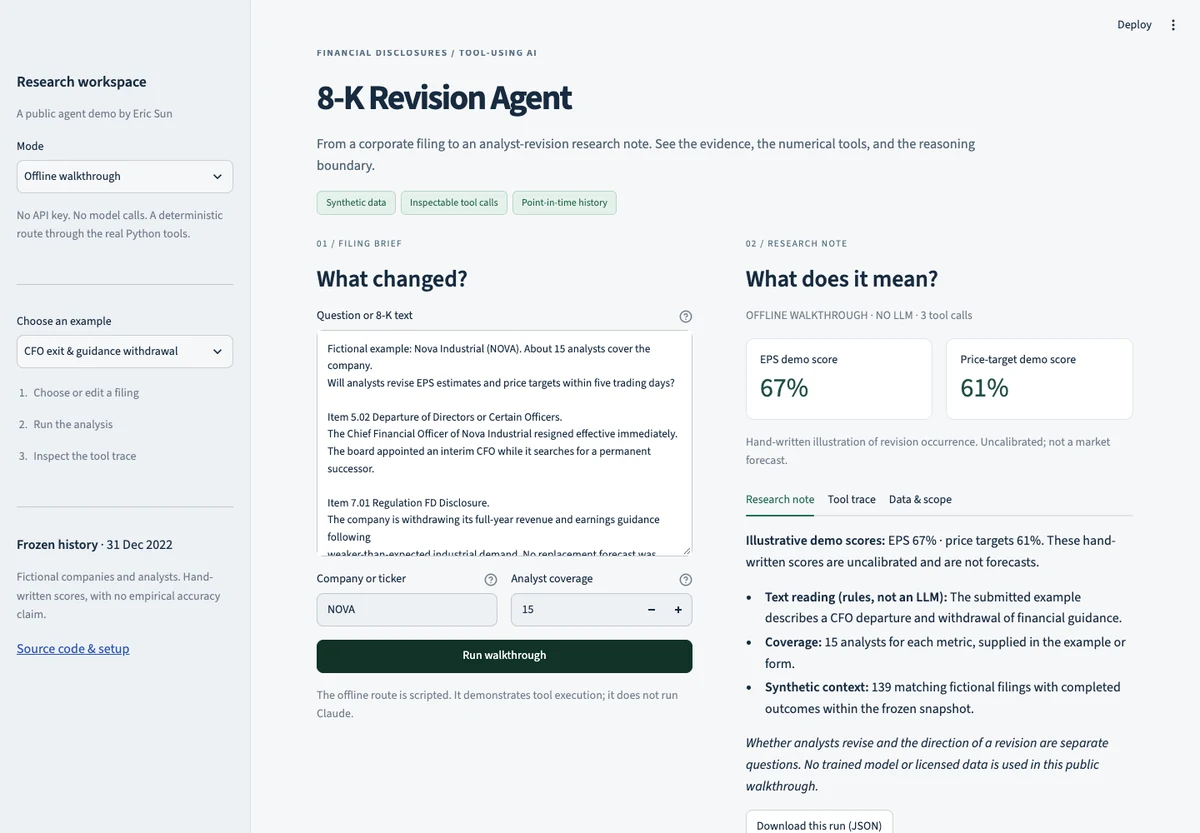 Deploy
Research workspace
A public agent demo by Eric Sun
Mode
Offline walkthrough
No API key. No model calls. A deterministic
route through the real Python tools.
Choose an example
CFO exit & guidance withdrawal
1. Choose or edit a filing
2. Run the analysis
3. Inspect the tool trace
Frozen history · 31 Dec 2022
Fictional companies and analysts. Hand-
written scores, with no empirical accuracy
claim.
Source code & setup
FINANCIAL DISCLOSURES / TOOL-USING AI
8-K Revision Agent
From a corporate filing to an analyst-revision research note. See the evidence, the numerical tools, and the reasoning
boundary.
Synthetic data
Inspectable tool calls
Point-in-time history
01 / FILING BRIEF
What changed?
Question or 8-K text
Fictional example: Nova Industrial (NOVA). About 15 analysts cover the
company.
Will analysts revise EPS estimates and price targets within five trading days?
Item 5.02 Departure of Directors or Certain Officers.
The Chief Financial Officer of Nova Industrial resigned effective immediately.
The board appointed an interim CFO while it searches for a permanent
successor.
Item 7.01 Regulation FD Disclosure.
The company is withdrawing its full-year revenue and earnings guidance
following
weaker-than-expected industrial demand. No replacement forecast was
Company or ticker
NOVA
Analyst coverage
15
Run walkthrough
The offline route is scripted. It demonstrates tool execution; it does not run
Claude.
02 / RESEARCH NOTE
What does it mean?
OFFLINE WALKTHROUGH · NO LLM · 3 tool calls
EPS demo score
67%
Price-target demo score
61%
Hand-written illustration of revision occurrence. Uncalibrated; not a market
forecast.
Research note
Tool trace
Data & scope
Illustrative demo scores: EPS 67% · price targets 61%. These hand-
written scores are uncalibrated and are not forecasts.
• Text reading (rules, not an LLM): The submitted example
describes a CFO departure and withdrawal of financial guidance.
• Coverage: 15 analysts for each metric, supplied in the example or
form.
• Synthetic context: 139 matching fictional filings with completed
outcomes within the frozen snapshot.
Whether analysts revise and the direction of a revision are separate
questions. No trained model or licensed data is used in this public
walkthrough.
Download this run (JSON)